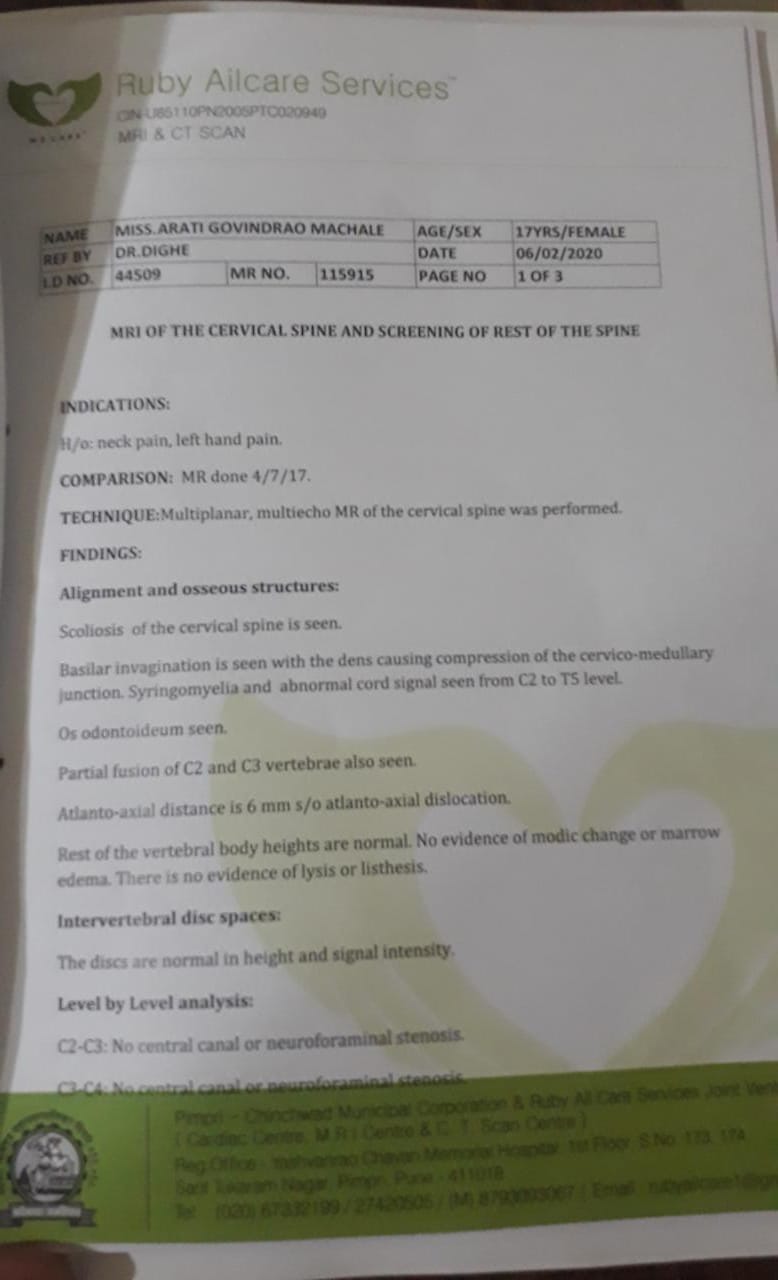 Ruby Ailcare Services™
CIN-U85110PN2005PTC020949
WE CARE
MRI & CT SCAN
NAME MISS.ARATI GOVINDRAO MACHALE AGE/SEX 17YRS/FEMALE
REF BY DR.DIGHE DATE 06/02/2020
I.D NO. 44509 MR NO. 115915 PAGE NO 1 OF 3
MRI OF THE CERVICAL SPINE AND SCREENING OF REST OF THE SPINE
INDICATIONS:
H/o: neck pain, left hand pain.
COMPARISON: MR done 4/7/17.
TECHNIQUE:Multiplanar, multiecho MR of the cervical spine was performed.
FINDINGS:
Alignment and osseous structures:
Scoliosis of the cervical spine is seen.
Basilar invagination is seen with the dens causing compression of the cervico-medullary
junction. Syringomyelia and abnormal cord signal seen from C2 to T5 level.
Os odontoideum seen.
Partial fusion of C2 and C3 vertebrae also seen.
Atlanto-axial distance is 6 mm s/o atlanto-axial dislocation.
Rest of the vertebral body heights are normal. No evidence of modic change or marrow
edema. There is no evidence of lysis or listhesis.
Intervertebral disc spaces:
The discs are normal in height and signal intensity.
Level by Level analysis:
C2-C3: No central canal or neuroforaminal stenosis.
C3-C4: No central canal or neuroforaminal stenosis.
Pimpri - Chinchwad Municipal Corporation & Ruby All Care Services Joint
( Cardiac Centre, M.R.I Centre & C. T. Scan Centre )
Reg.Office - Yashvantrao Chavan Memorial Hospital, 1st Floor, S.No. 173, 174
Sant Tukaram Nagar, Pimpri, Pune - 411018
Tel : (020) 67332199 / 27420505 / (M) 8793003067 | Email :